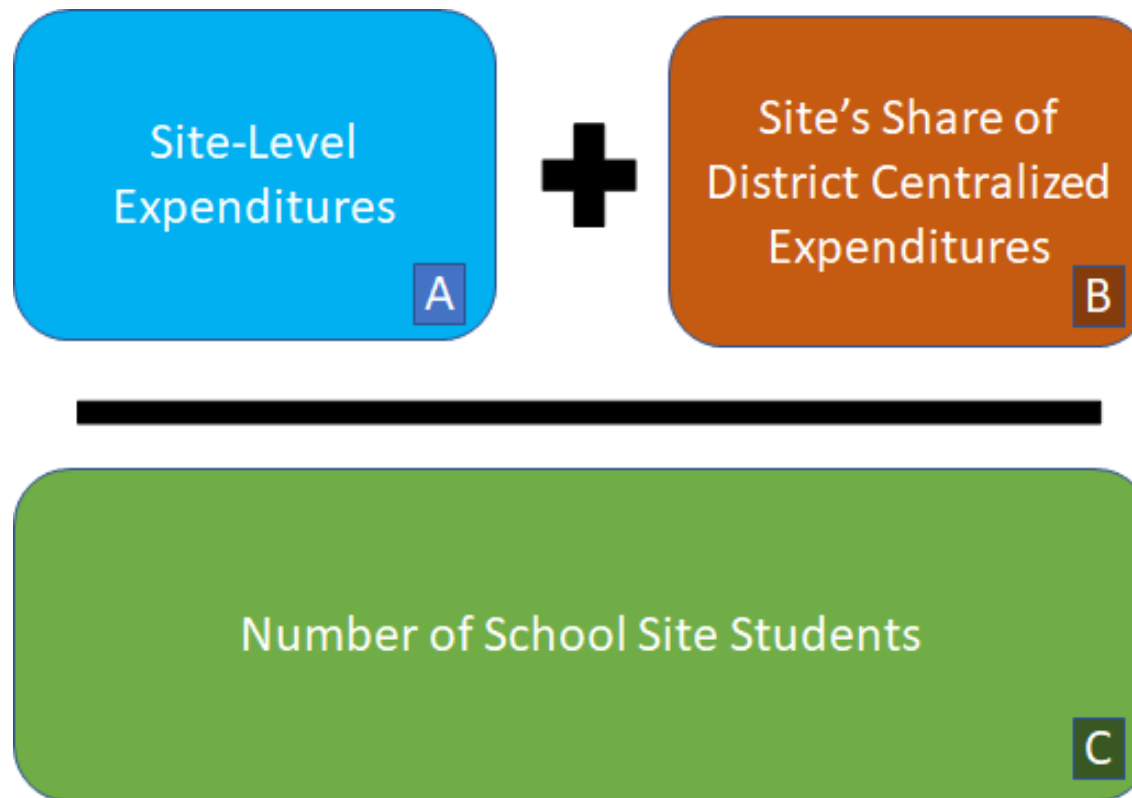 Site-Level
Expenditures
A
Site's Share of
District Centralized
Expenditures
B
Number of School Site Students
C